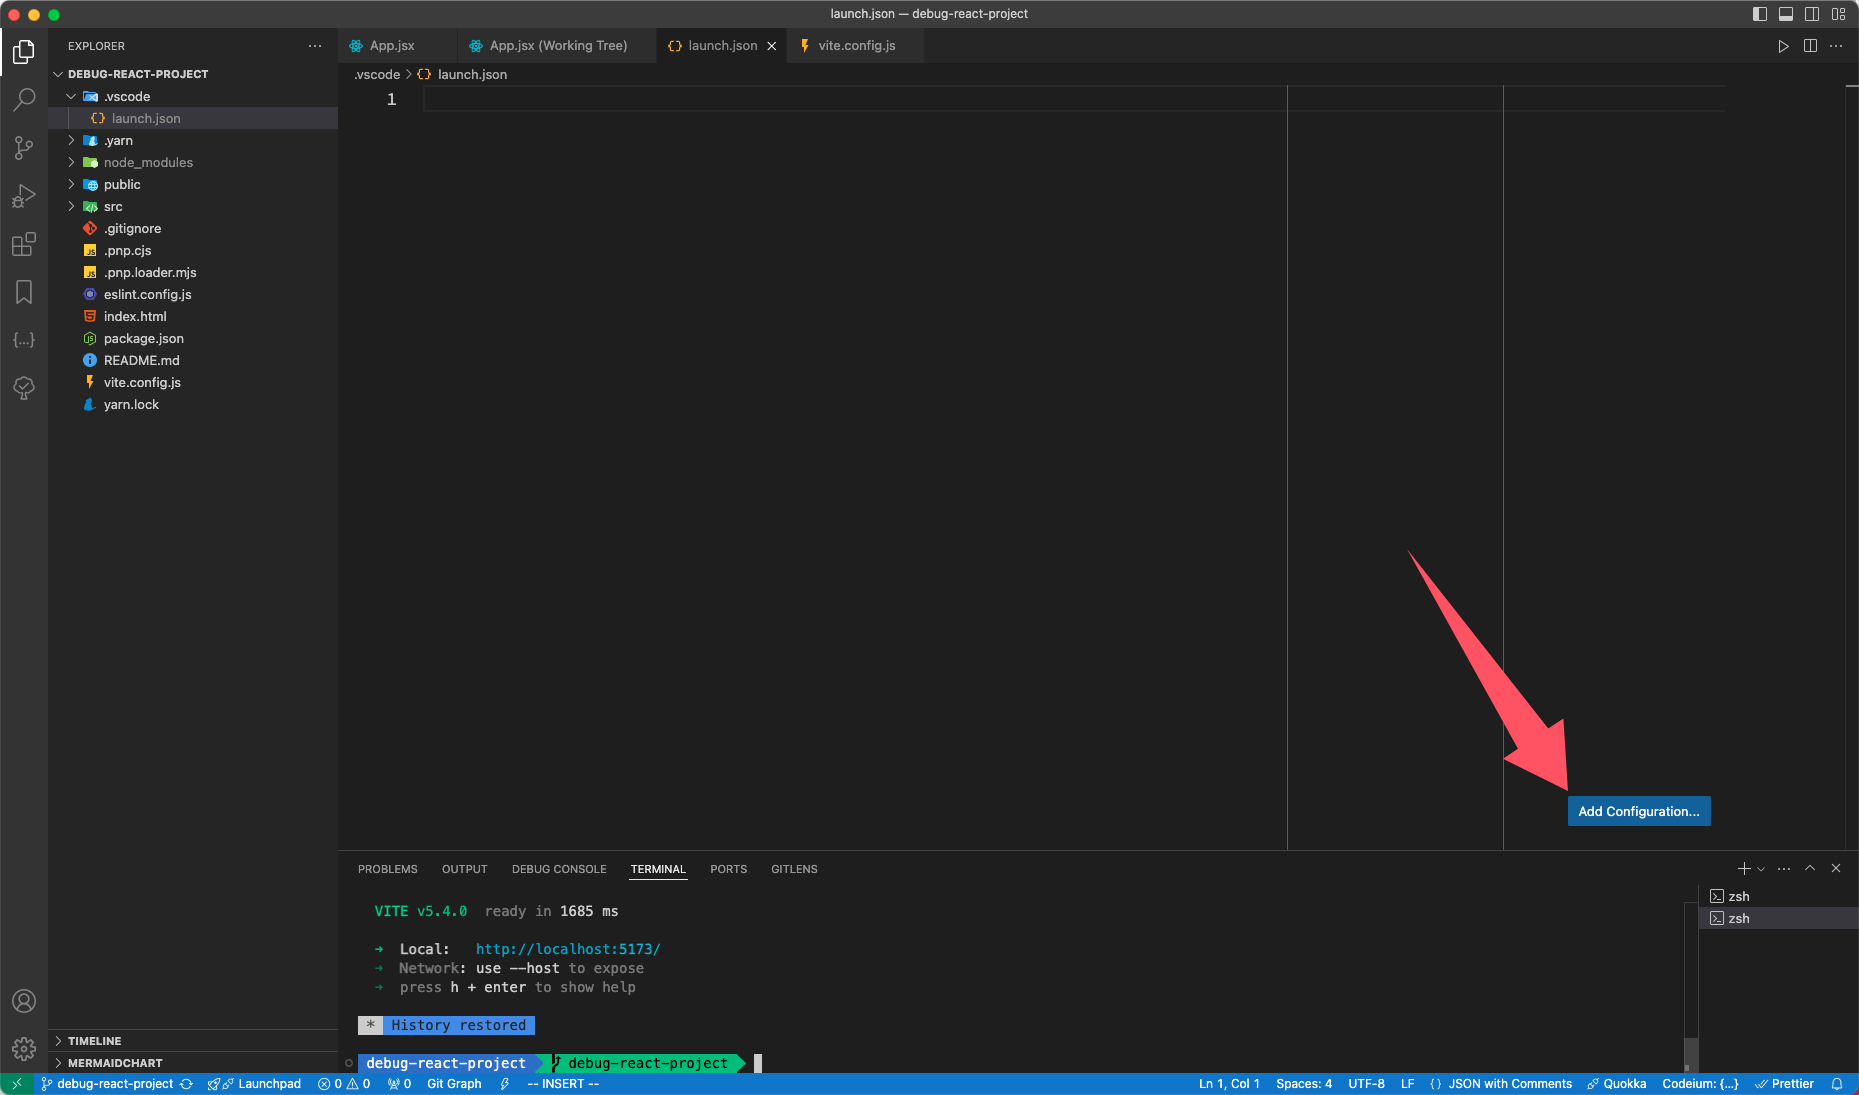 launch.json — debug-react-project
EXPLORER
App.jsx
App.jsx (Working Tree)
launch.json
vite.config.js
DEBUG-REACT-PROJECT
.vscode
launch.json
.yarn
node_modules
public
src
.gitignore
.pnp.cjs
.pnp.loader.mjs
eslint.config.js
index.html
package.json
README.md
vite.config.js
yarn.lock
TIMELINE
MERMAIDCHART
.vscode > {} launch.json
1
Add Configuration...
PROBLEMS OUTPUT DEBUG CONSOLE TERMINAL PORTS GITLENS
VITE v5.4.0 ready in 1685 ms
➜ Local: http://localhost:5173/
➜ Network: use --host to expose
➜ press h + enter to show help
* History restored
debug-react-project debug-react-project
zsh
zsh
debug-react-project Launchpad 0 0 0 Git Graph -- INSERT -- Ln 1, Col 1 Spaces: 4 UTF-8 LF {} JSON with Comments Quokka Codeium: {...} Prettier